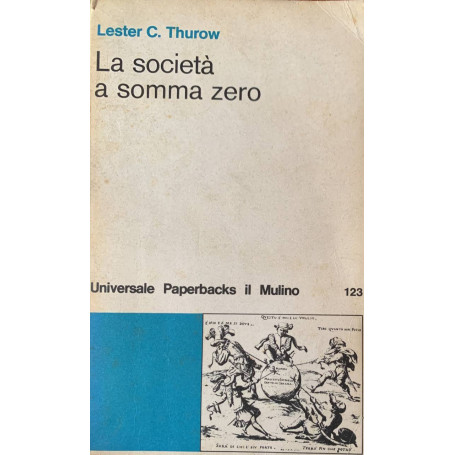 Lester C. Thurow
La società
a somma zero
Universale Paperbacks il Mulino 123